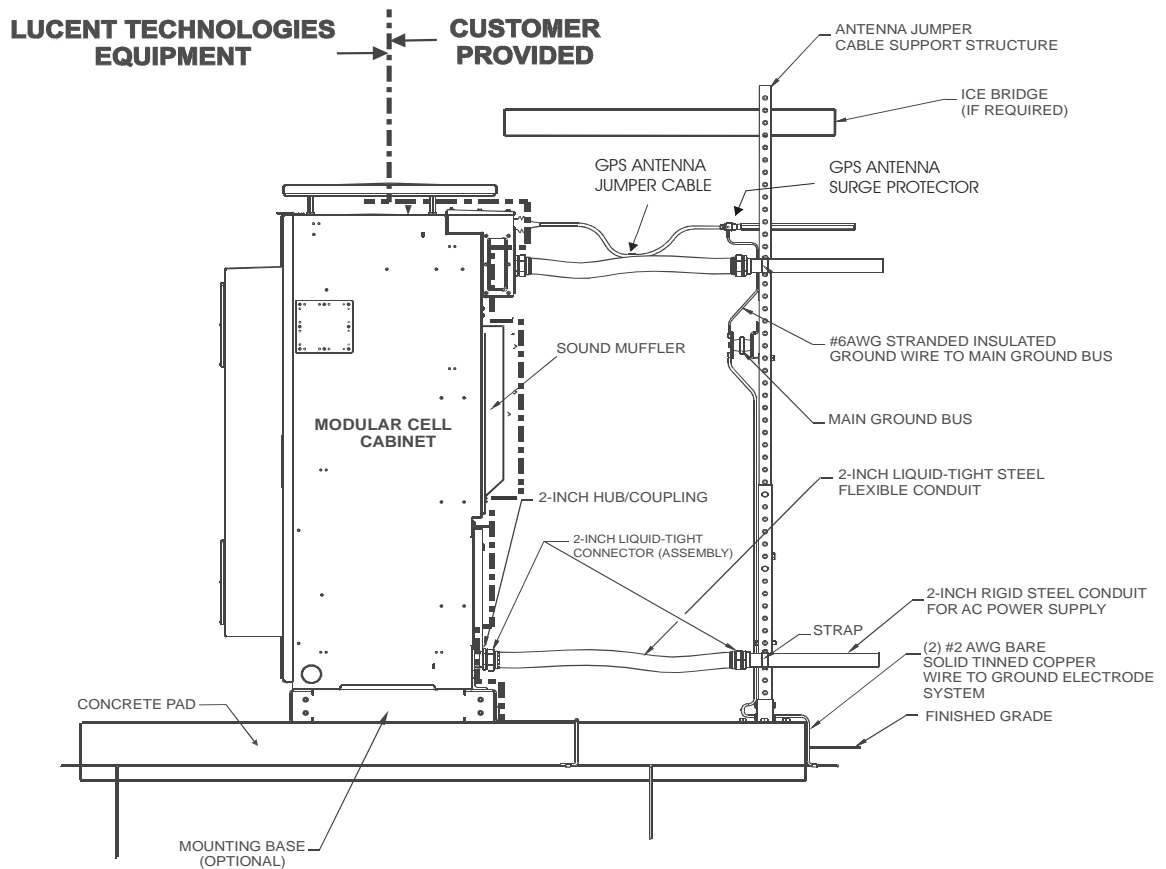 LUCENT TECHNOLOGIES
EQUIPMENT
CUSTOMER
PROVIDED
ANTENNA JUMPER
CABLE SUPPORT STRUCTURE
ICE BRIDGE
(IF REQUIRED)
GPS ANTENNA
JUMPER CABLE
GPS ANTENNA
SURGE PROTECTOR
#6AWG STRANDED INSULATED
GROUND WIRE TO MAIN GROUND BUS
SOUND MUFFLER
MODULAR CELL
CABINET
MAIN GROUND BUS
2-INCH LIQUID-TIGHT STEEL
FLEXIBLE CONDUIT
2-INCH HUB/COUPLING
2-INCH LIQUID-TIGHT
CONNECTOR (ASSEMBLY)
2-INCH RIGID STEEL CONDUIT
FOR AC POWER SUPPLY
STRAP
(2) #2 AWG BARE
SOLID TINNED COPPER
WIRE TO GROUND ELECTRODE
SYSTEM
CONCRETE PAD
FINISHED GRADE
MOUNTING BASE
(OPTIONAL)